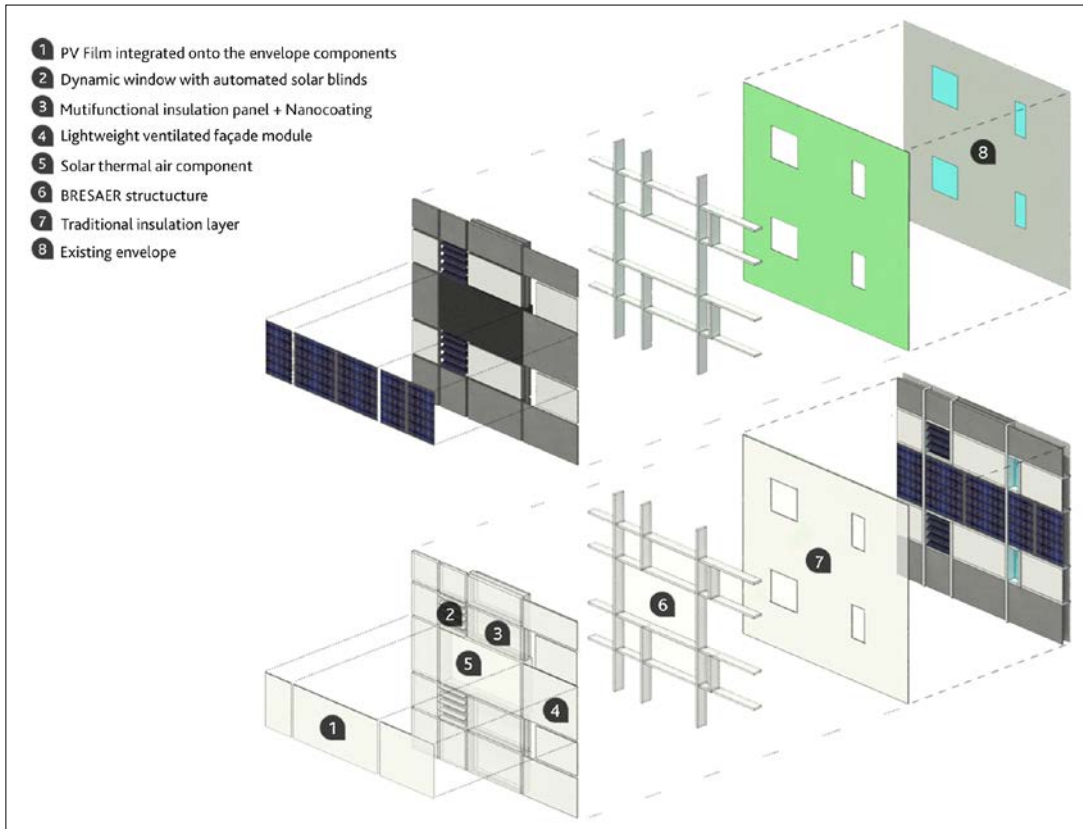 1 PV Film integrated onto the envelope components
2 Dynamic window with automated solar blinds
3 Mutifunctional insulation panel + Nanocoating
4 Lightweight ventilated façade module
5 Solar thermal air component
6 BRESAER structucture
7 Traditional insulation layer
8 Existing envelope
8
7
6
2
3
5
4
1